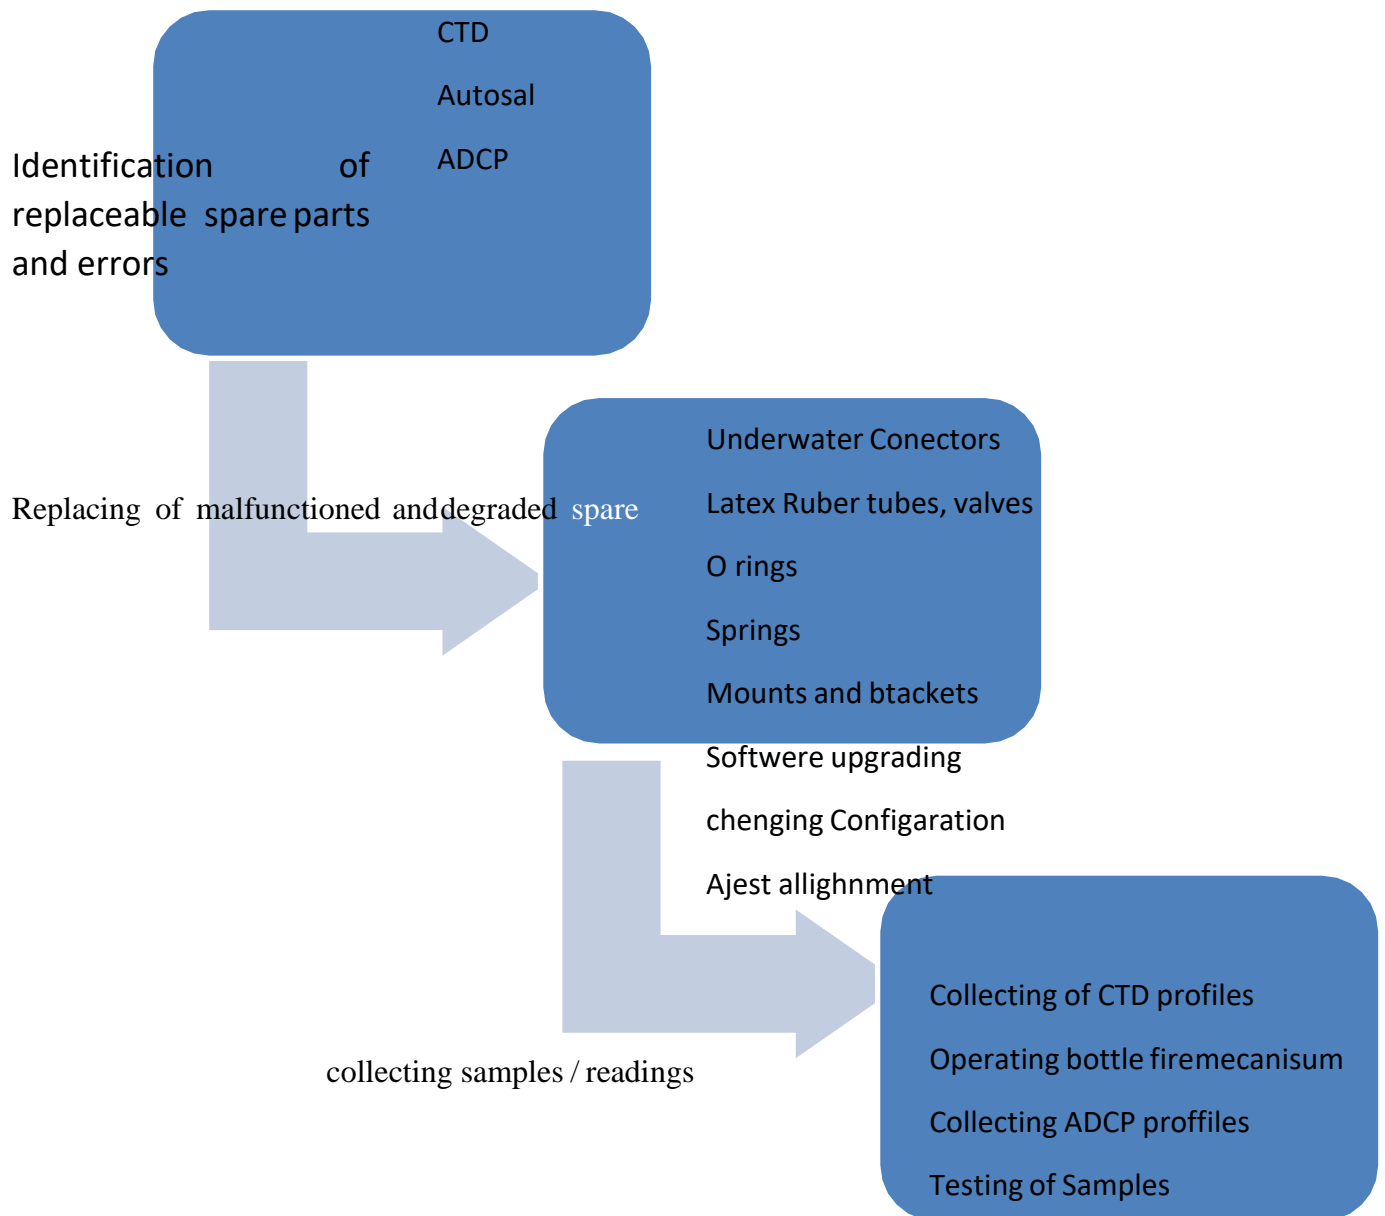 CTD
Autosal
ADCP
Identification of
replaceable spare parts
and errors
Underwater Conectors
Latex Ruber tubes, valves
O rings
Springs
Mounts and btackets
Softwere upgrading
chenging Configaration
Ajest allighnment
Replacing of malfunctioned anddegraded spare
Collecting of CTD profiles
Operating bottle firemecanisum
Collecting ADCP proffiles
Testing of Samples
collecting samples / readings